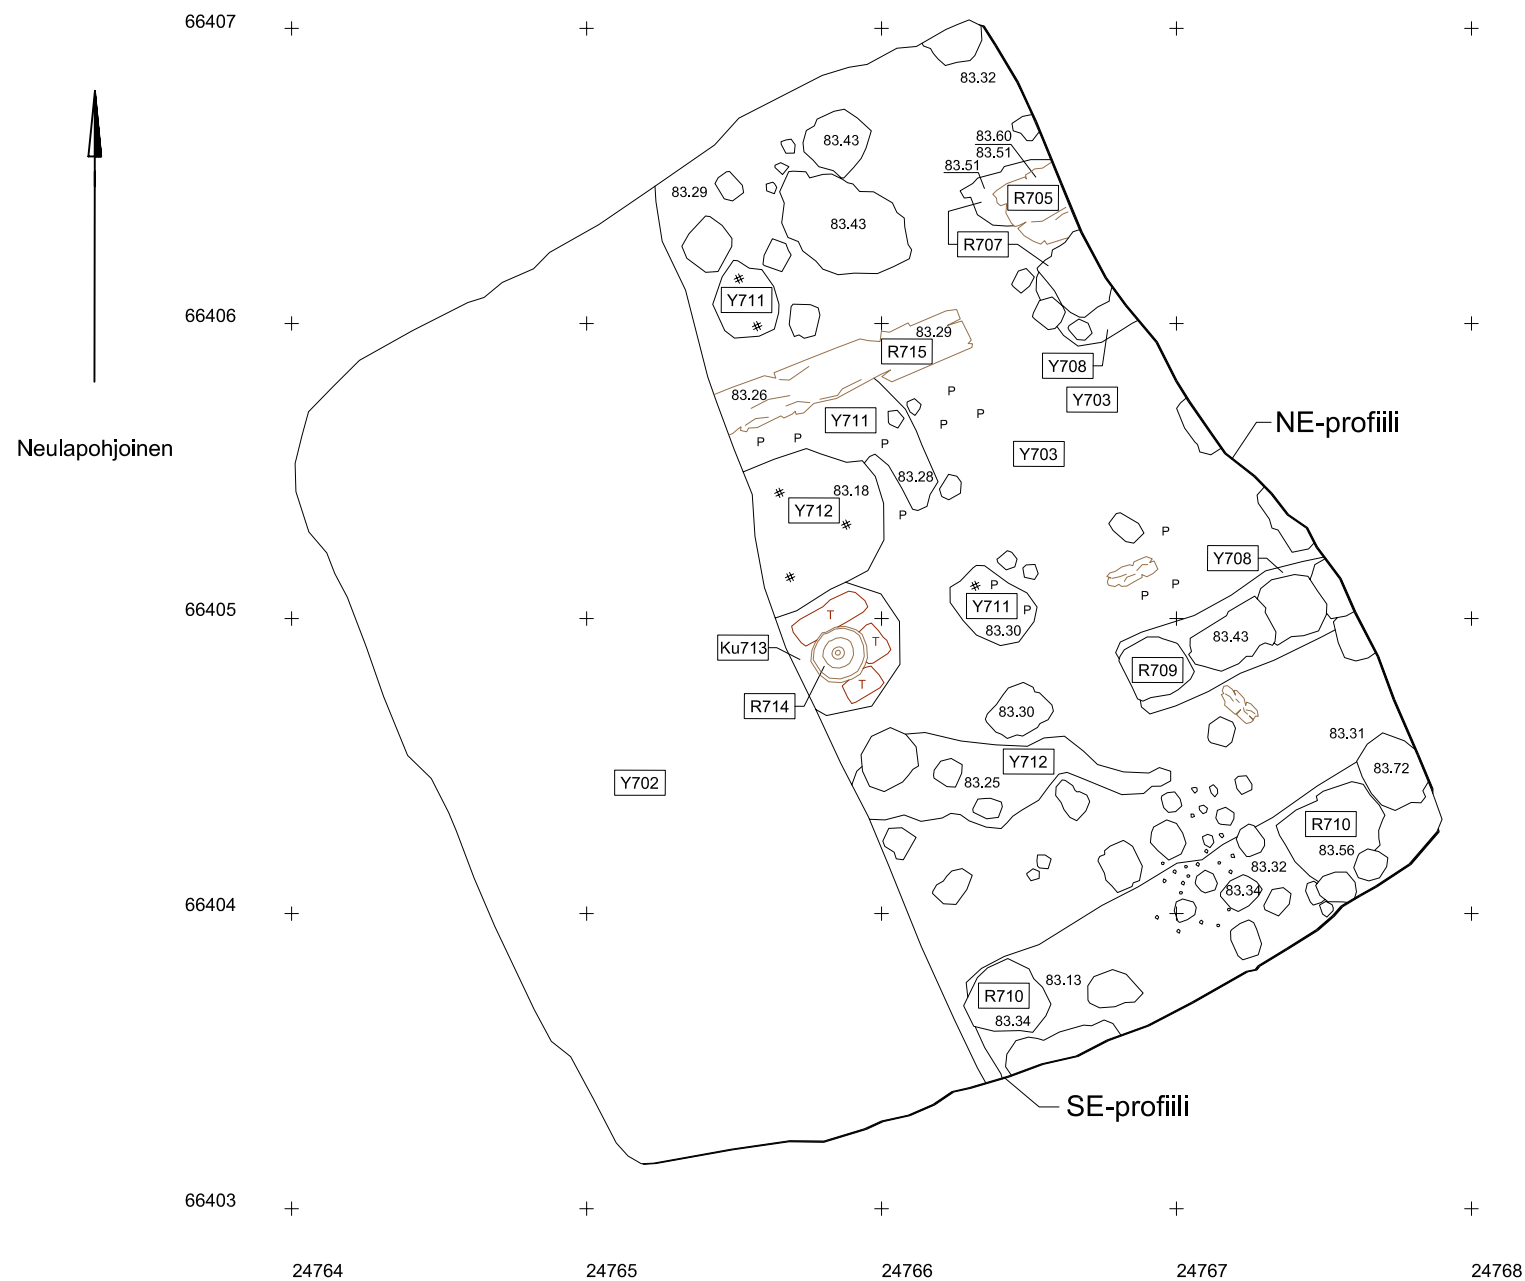 66407
83.32
83.43
83.60
83.51
83.51
83.29
R705
83.43
R707
Y711
66406
83.29
R715
Y708
83.26
P
Y703
Y711
P
NE-profiili
P
P
P
P
Neulapohjoinen
Y703
83.28
83.18
Y712
P
P
Y708
P
P
Y711
P
P
66405
T
83.30
83.43
T
Ku713
R709
T
R714
83.30
83.31
Y712
83.72
Y702
83.25
R710
83.56
83.32
83.34
66404
83.13
R710
83.34
SE-profiili
66403
24764
24765
24766
24767
24768